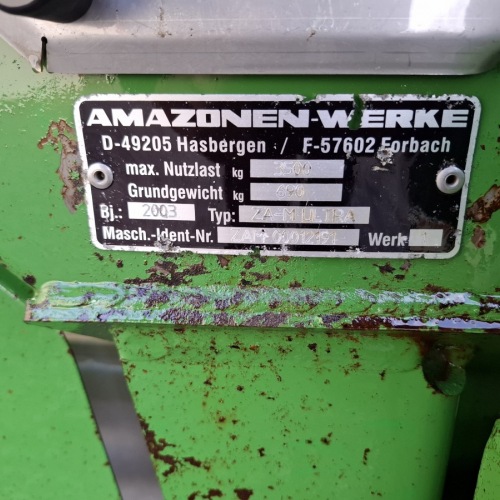 AMAZONEN-WERKE
D-49205 Hasbergen / F-57602 Forbach
max. Nutzlast kg
Grundgewicht kg
Bj.: 2003 Typ: ZA-M ULTRA
Masch.-Ident-Nr.
Werk